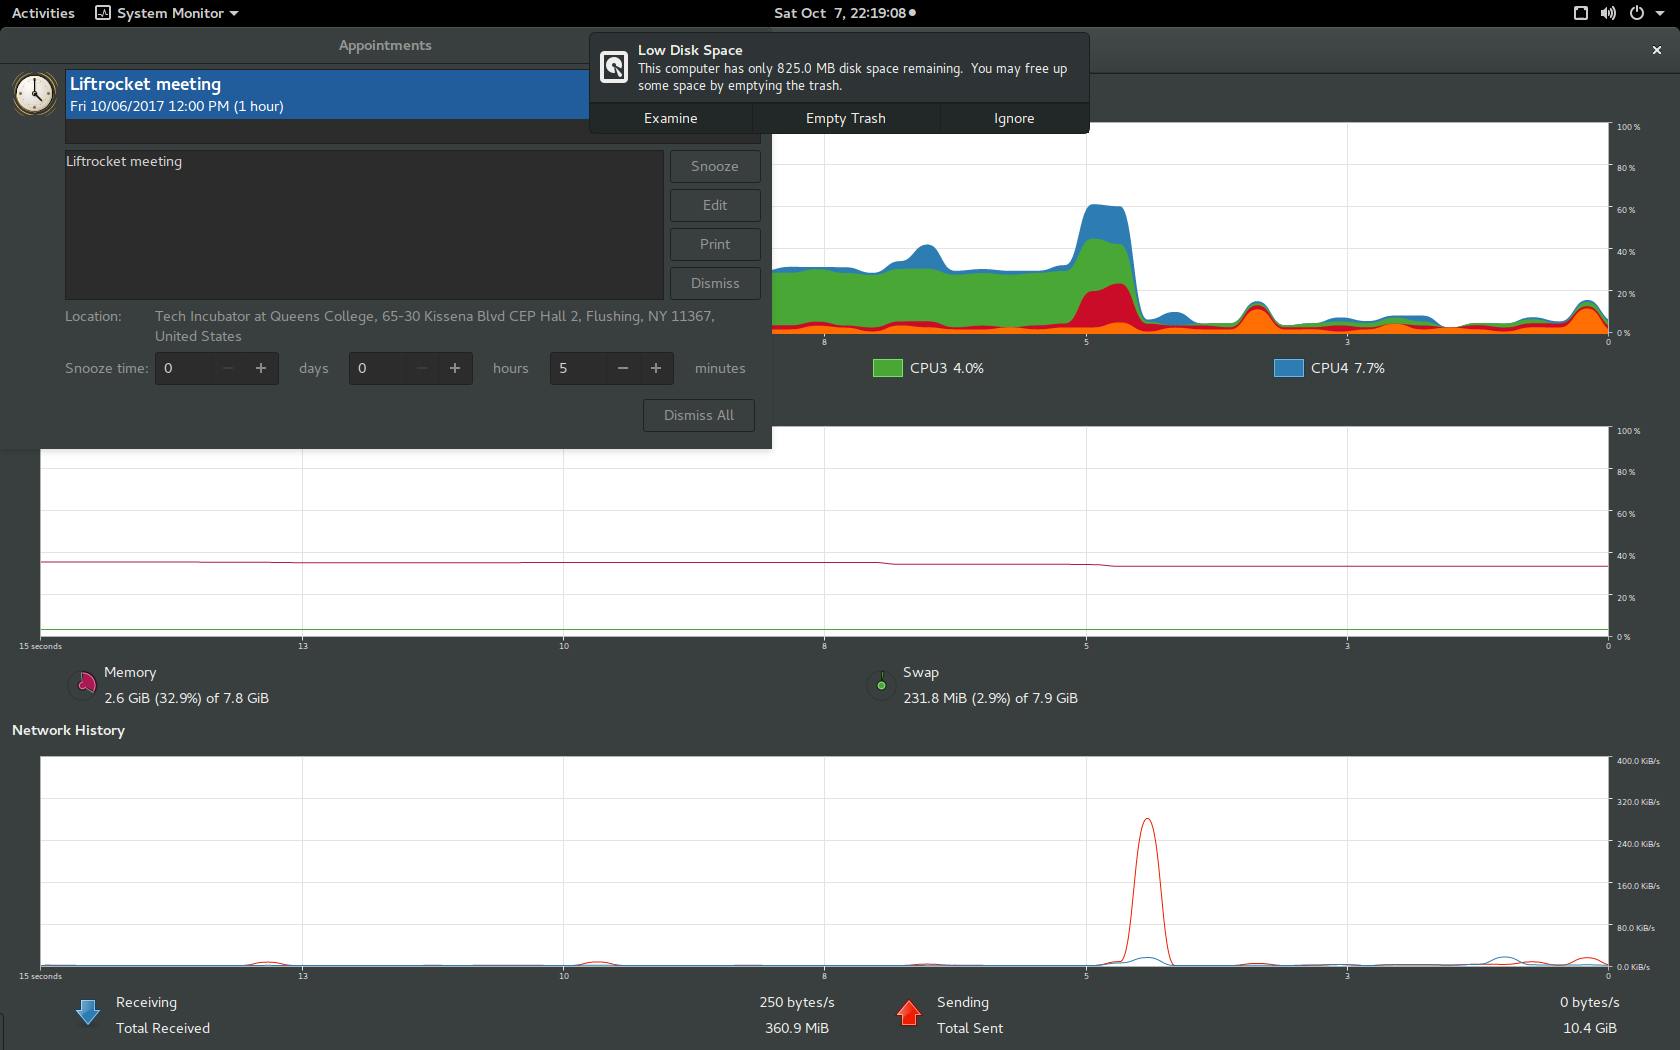 Activities
System Monitor
Sat Oct 7, 22:19:08
Appointments
Low Disk Space
This computer has only 825.0 MB disk space remaining. You may free up
some space by emptying the trash.
Examine
Empty Trash
Ignore
Liftrocket meeting
Fri 10/06/2017 12:00 PM (1 hour)
Liftrocket meeting
Snooze
Edit
Print
Dismiss
Location:
Tech Incubator at Queens College, 65-30 Kissena Blvd CEP Hall 2, Flushing, NY 11367,
United States
Snooze time:
0
days
0
hours
5
minutes
Dismiss All
100 %
80 %
60 %
40 %
20 %
0 %
8
5
3
0
CPU3 4.0%
CPU4 7.7%
100 %
80 %
60 %
40 %
20 %
0 %
15 seconds
13
10
8
5
3
0
Memory
2.6 GiB (32.9%) of 7.8 GiB
Swap
231.8 MiB (2.9%) of 7.9 GiB
Network History
400.0 KiB/s
320.0 KiB/s
240.0 KiB/s
160.0 KiB/s
80.0 KiB/s
0.0 KiB/s
15 seconds
13
10
8
5
3
0
Receiving
250 bytes/s
Total Received
360.9 MiB
Sending
0 bytes/s
Total Sent
10.4 GiB